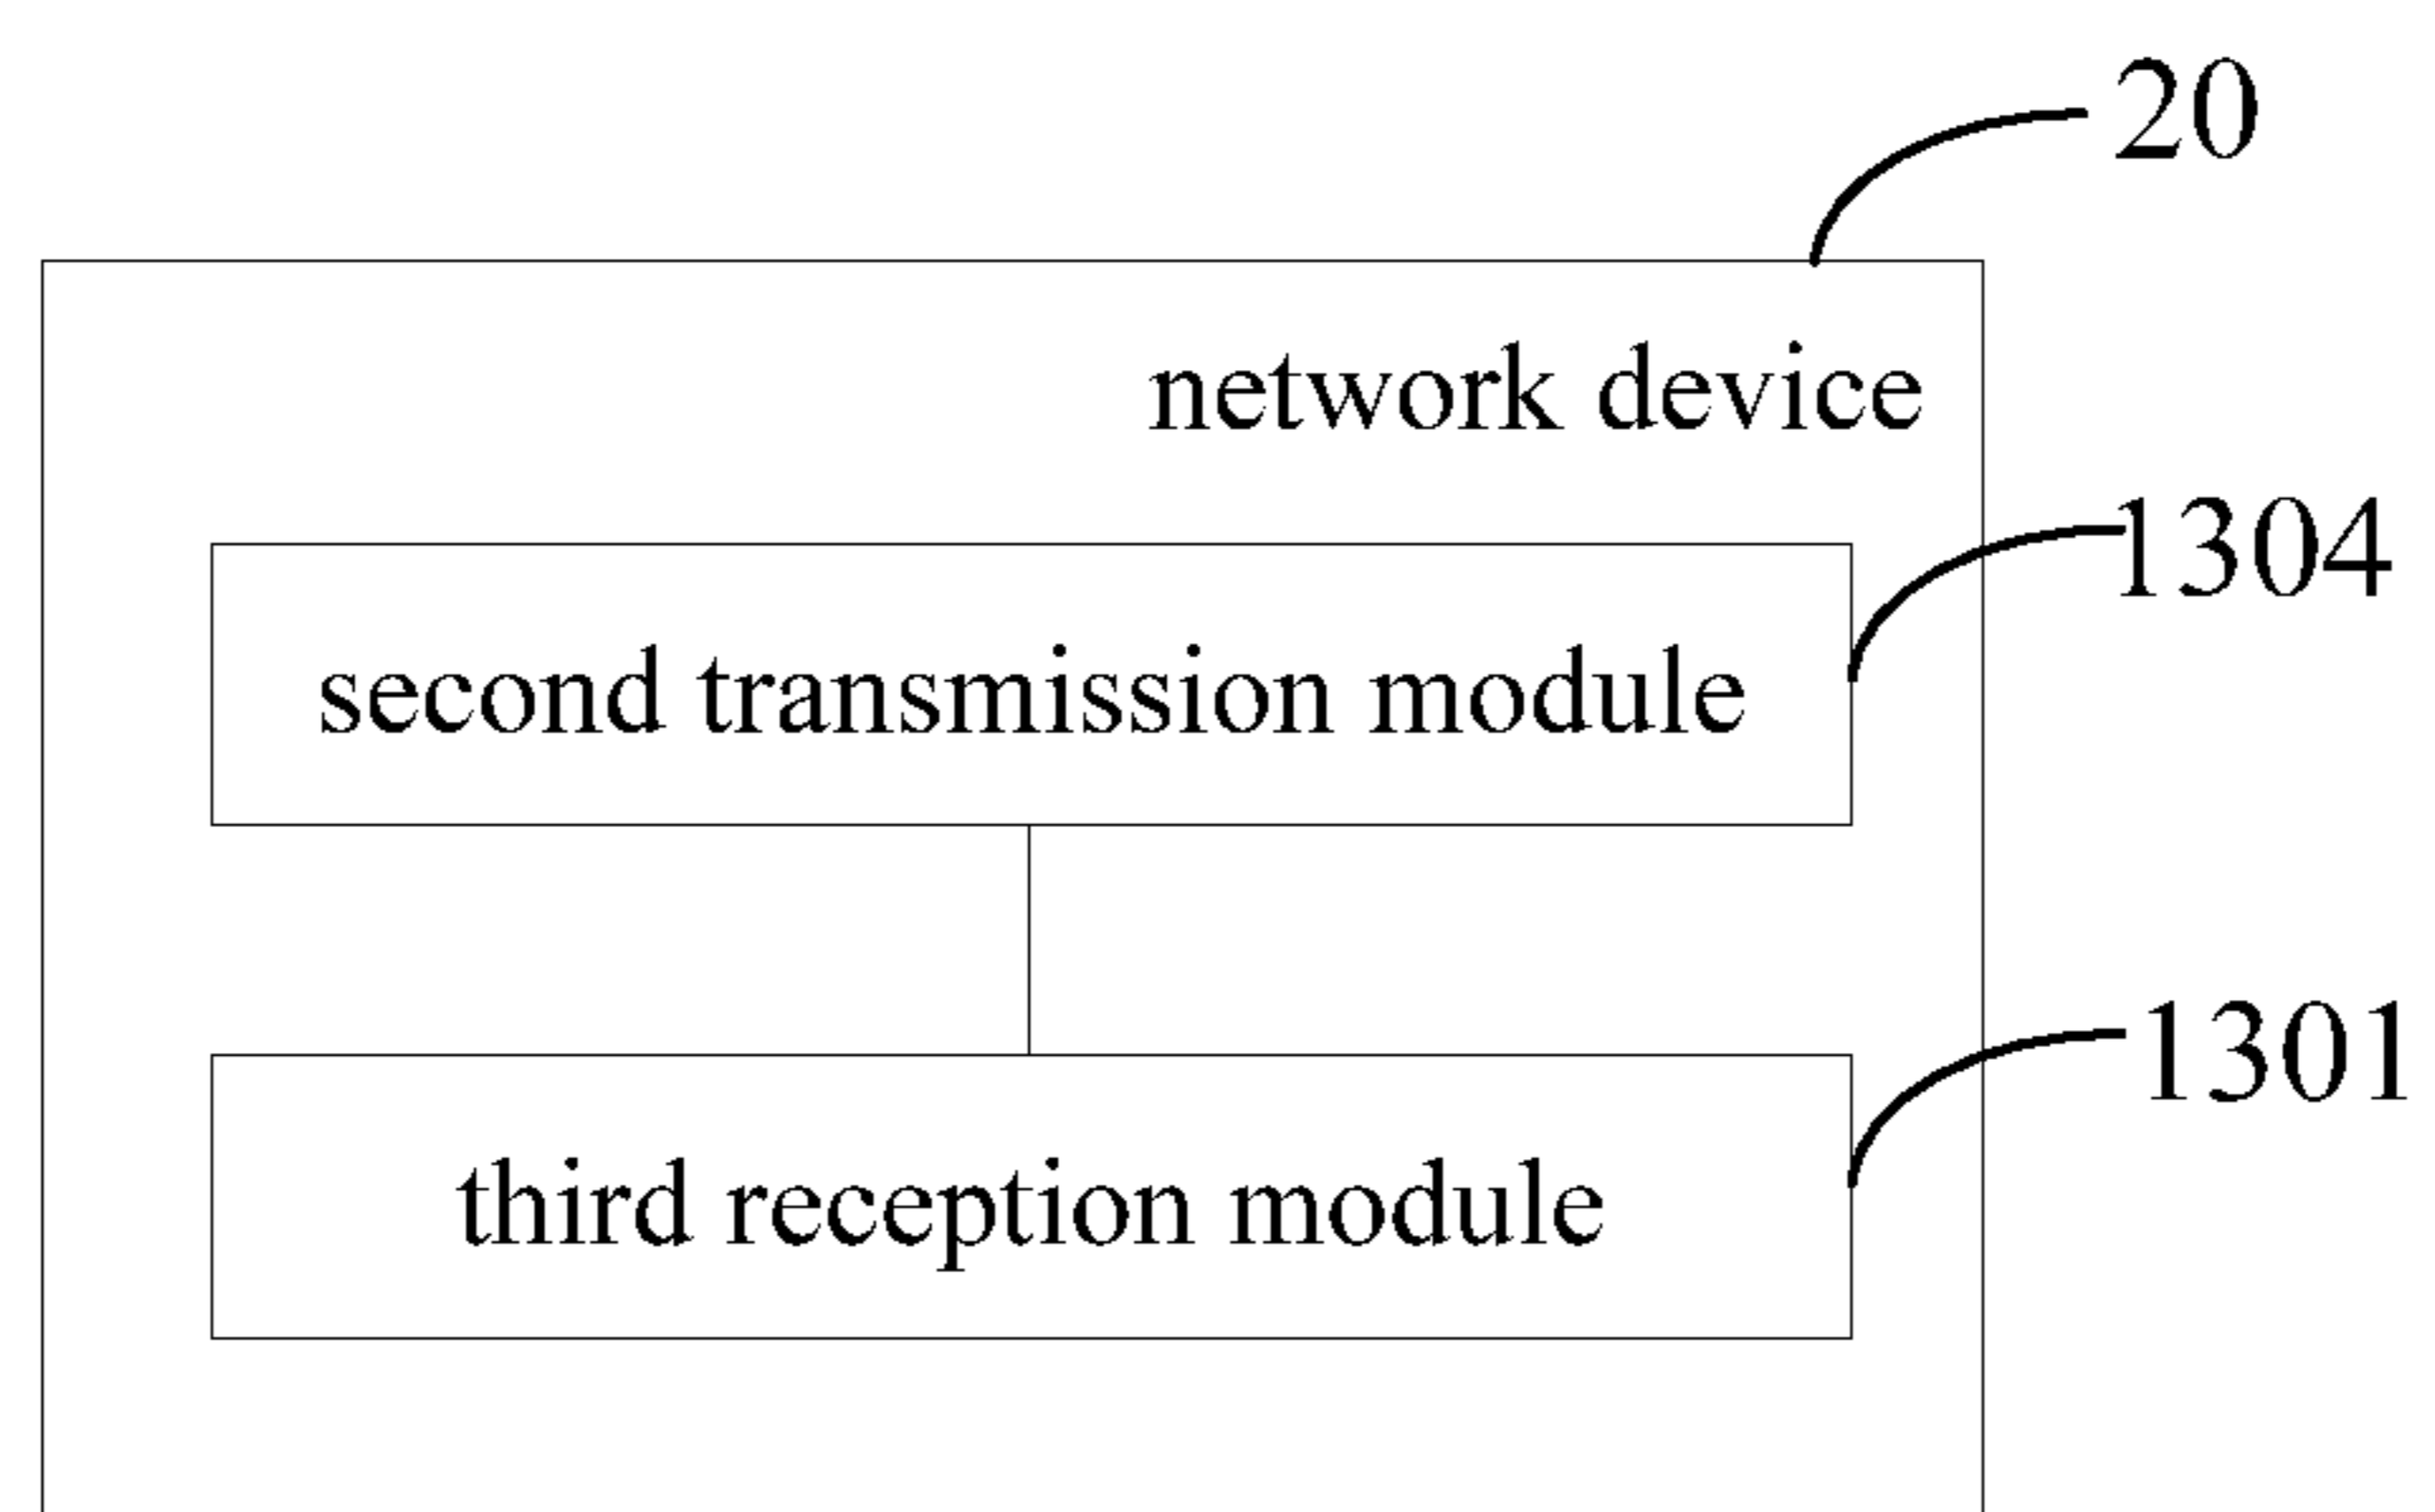 20
network device
1304
second transmission module
1301
third reception module